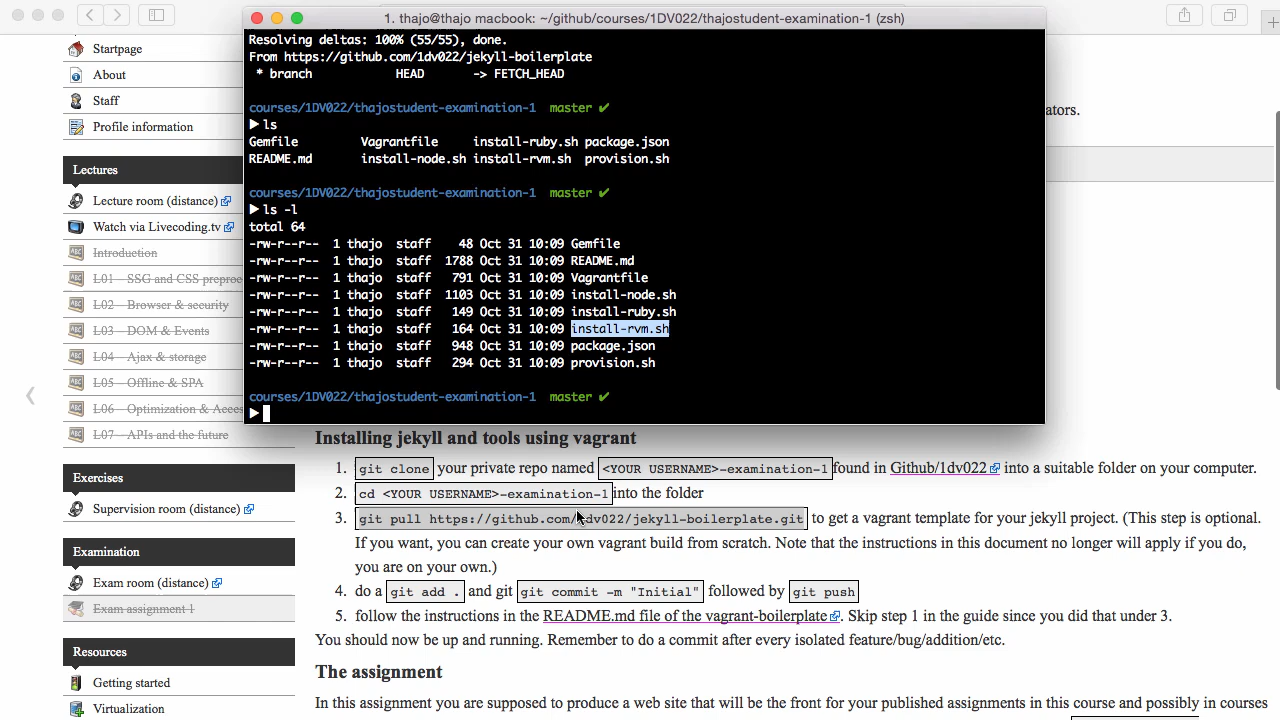 1. thajo@thajo macbook: ~/github/courses/1DV022/thajostudent-examination-1 (zsh)
Resolving deltas: 100% (55/55), done.
From https://github.com/1dv022/jekyll-boilerplate
* branch HEAD -> FETCH_HEAD
courses/1DV022/thajostudent-examination-1 master ✔
▶ ls
Gemfile Vagrantfile install-ruby.sh package.json
README.md install-node.sh install-rvm.sh provision.sh
courses/1DV022/thajostudent-examination-1 master ✔
▶ ls -l
total 64
-rw-r--r-- 1 thajo staff 48 Oct 31 10:09 Gemfile
-rw-r--r-- 1 thajo staff 1788 Oct 31 10:09 README.md
-rw-r--r-- 1 thajo staff 791 Oct 31 10:09 Vagrantfile
-rw-r--r-- 1 thajo staff 1103 Oct 31 10:09 install-node.sh
-rw-r--r-- 1 thajo staff 149 Oct 31 10:09 install-ruby.sh
-rw-r--r-- 1 thajo staff 164 Oct 31 10:09 install-rvm.sh
-rw-r--r-- 1 thajo staff 948 Oct 31 10:09 package.json
-rw-r--r-- 1 thajo staff 294 Oct 31 10:09 provision.sh
courses/1DV022/thajostudent-examination-1 master ✔
▶
Startpage
About
Staff
Profile information
Lectures
Lecture room (distance)
Watch via Livecoding.tv
Introduction
L01 - SSG and CSS preproc
L02 - Browser & security
L03 - DOM & Events
L04 - Ajax & storage
L05 - Offline & SPA
L06 - Optimization & Acces
L07 - APIs and the future
Exercises
Supervision room (distance)
Examination
Exam room (distance)
Exam assignment 1
Resources
Getting started
Virtualization
ators.
Installing jekyll and tools using vagrant
1. git clone your private repo named <YOUR USERNAME>-examination-1 found in Github/1dv022 into a suitable folder on your computer.
2. cd <YOUR USERNAME>-examination-1 into the folder
3. git pull https://github.com/1dv022/jekyll-boilerplate.git to get a vagrant template for your jekyll project. (This step is optional.
If you want, you can create your own vagrant build from scratch. Note that the instructions in this document no longer will apply if you do,
you are on your own.)
4. do a git add . and git git commit -m "Initial" followed by git push
5. follow the instructions in the README.md file of the vagrant-boilerplate. Skip step 1 in the guide since you did that under 3.
You should now be up and running. Remember to do a commit after every isolated feature/bug/addition/etc.
The assignment
In this assignment you are supposed to produce a web site that will be the front for your published assignments in this course and possibly in courses